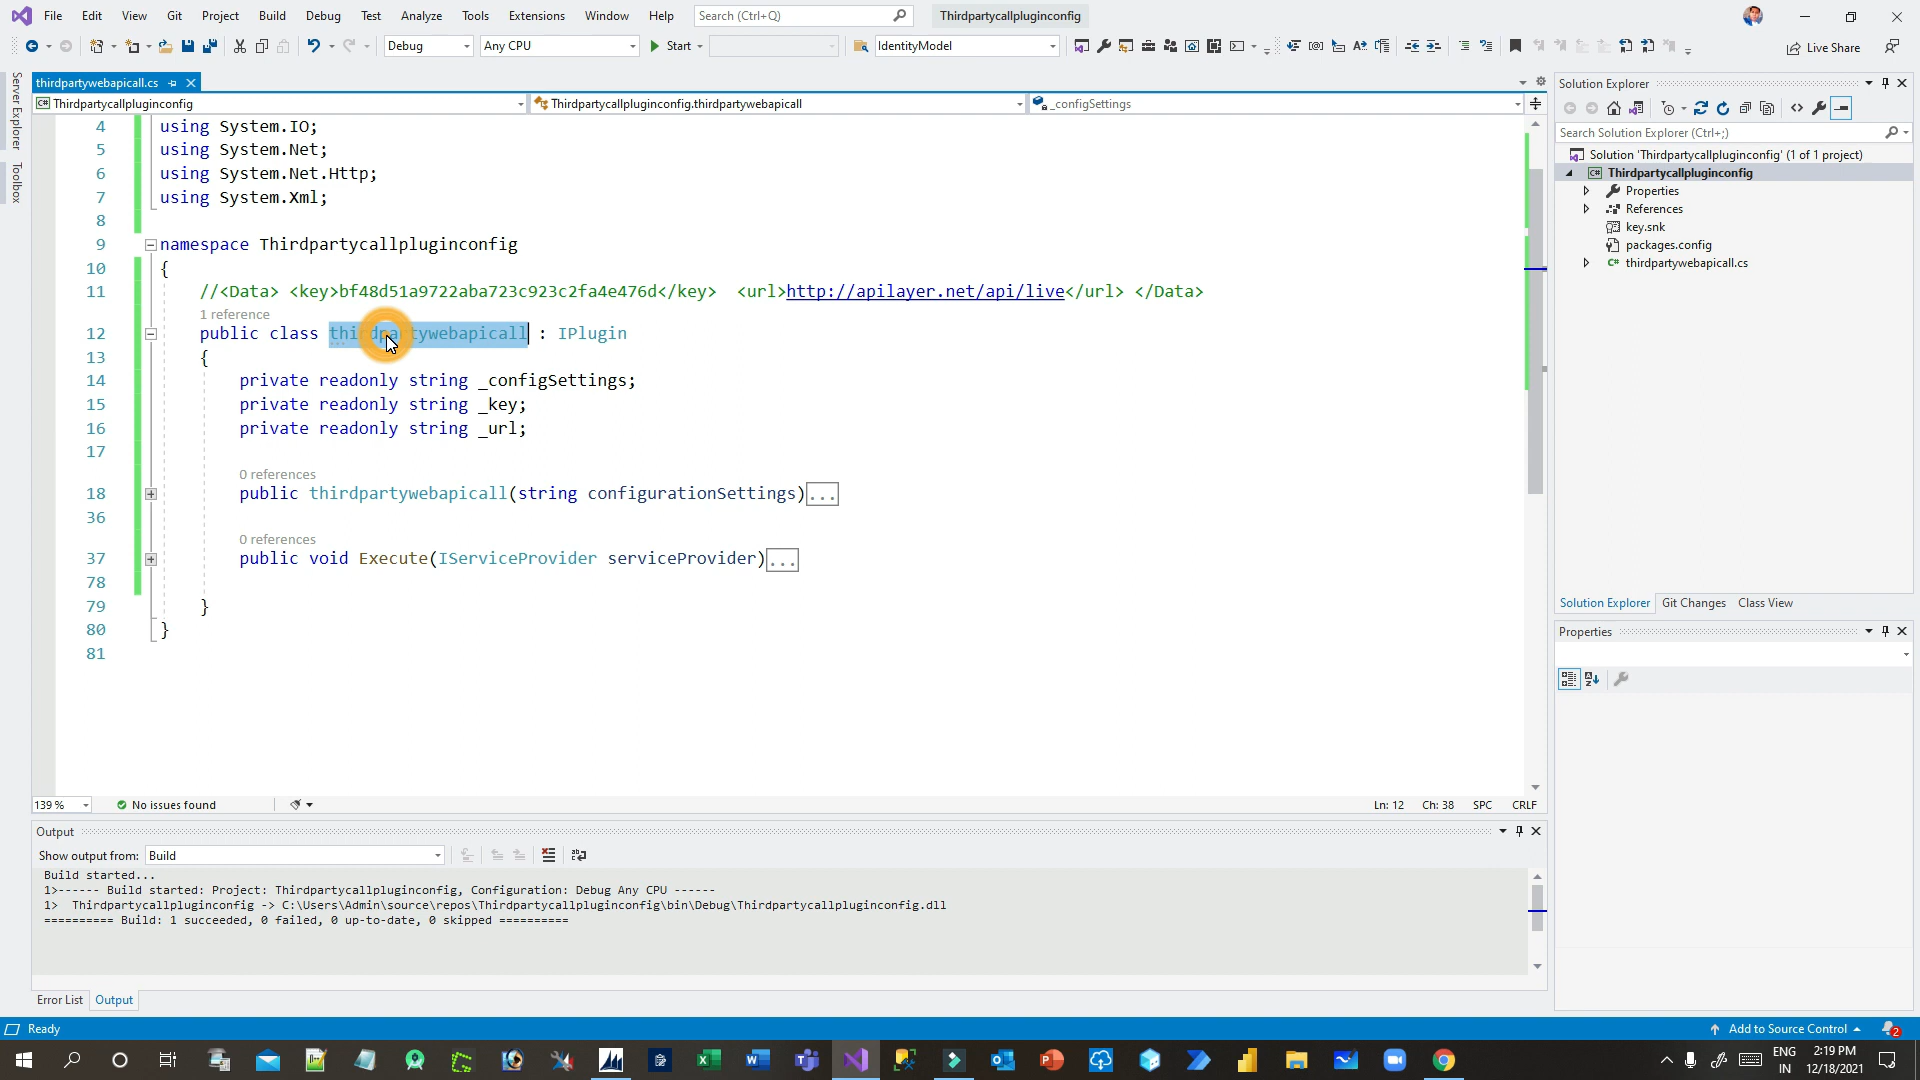 File Edit View Git Project Build Debug Test Analyze Tools Extensions Window Help Search (Ctrl+Q) Thirdpartycallpluginconfig
Debug Any CPU Start IdentityModel Live Share
Server Explorer
Toolbox
thirdpartywebapicall.cs
Thirdpartycallpluginconfig Thirdpartycallpluginconfig.thirdpartywebapicall _configSettings
4 using System.IO;
5 using System.Net;
6 using System.Net.Http;
7 using System.Xml;
8
9 namespace Thirdpartycallpluginconfig
10 {
11 //<Data> <key>bf48d51a9722aba723c923c2fa4e476d</key> <url>http://apilayer.net/api/live</url> </Data>
1 reference
12 public class thirdpartywebapicall : IPlugin
13 {
14 private readonly string _configSettings;
15 private readonly string _key;
16 private readonly string _url;
17
0 references
18 public thirdpartywebapicall(string configurationSettings)...
36
0 references
37 public void Execute(IServiceProvider serviceProvider)...
78
79 }
80 }
81
139 % No issues found Ln: 12 Ch: 38 SPC CRLF
Output
Show output from: Build
Build started...
1>------ Build started: Project: Thirdpartycallpluginconfig, Configuration: Debug Any CPU ------
1> Thirdpartycallpluginconfig -> C:\Users\Admin\source\repos\Thirdpartycallpluginconfig\bin\Debug\Thirdpartycallpluginconfig.dll
========== Build: 1 succeeded, 0 failed, 0 up-to-date, 0 skipped ==========
Error List Output
Solution Explorer
Search Solution Explorer (Ctrl+;)
Solution 'Thirdpartycallpluginconfig' (1 of 1 project)
C# Thirdpartycallpluginconfig
Properties
References
key.snk
packages.config
C# thirdpartywebapicall.cs
Solution Explorer Git Changes Class View
Properties
Ready Add to Source Control 2
ENG
IN
2:19 PM
12/18/2021